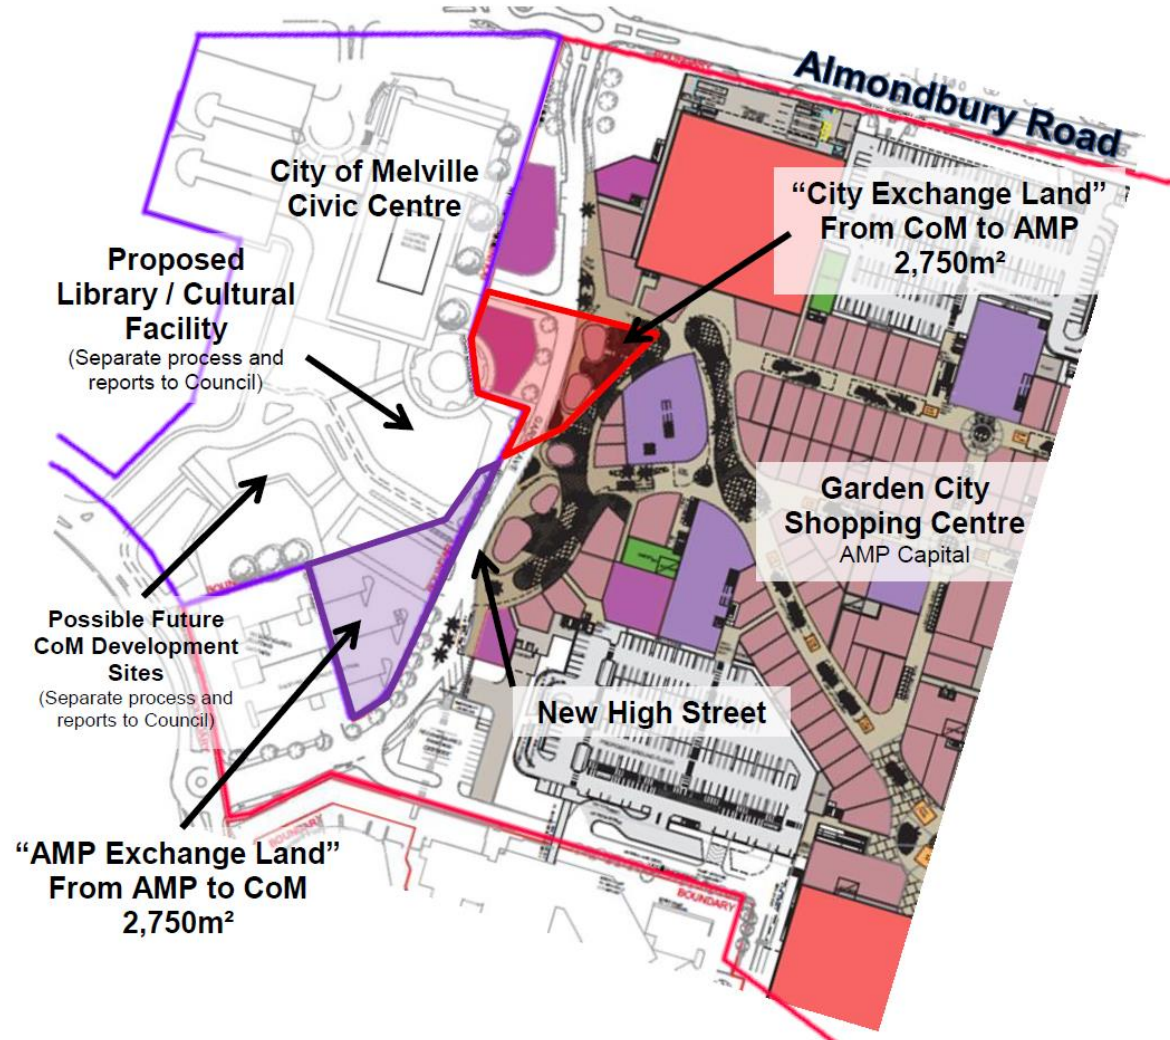 Almondbury Road
BOUNDARY
City of Melville
Civic Centre
“City Exchange Land”
From CoM to AMP
2,750m²
Proposed
Library / Cultural
Facility
(Separate process and
reports to Council)
Garden City
Shopping Centre
AMP Capital
Possible Future
CoM Development
Sites
(Separate process and
reports to Council)
New High Street
“AMP Exchange Land”
From AMP to CoM
2,750m²
BOUNDARY
BOUNDARY